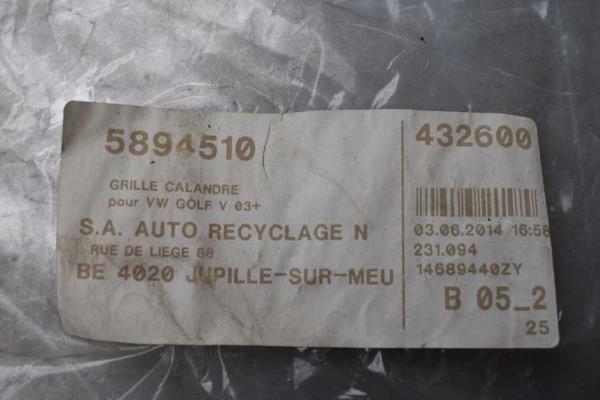 5894510
GRILLE CALANDRE
pour VW GOLF V 03+
S.A. AUTO RECYCLAGE N
RUE DE LIEGE 88
BE 4020 JUPILLE-SUR-MEU
432600
03.06.2014 16:58
231.094
14689440ZY
B 05_2
25